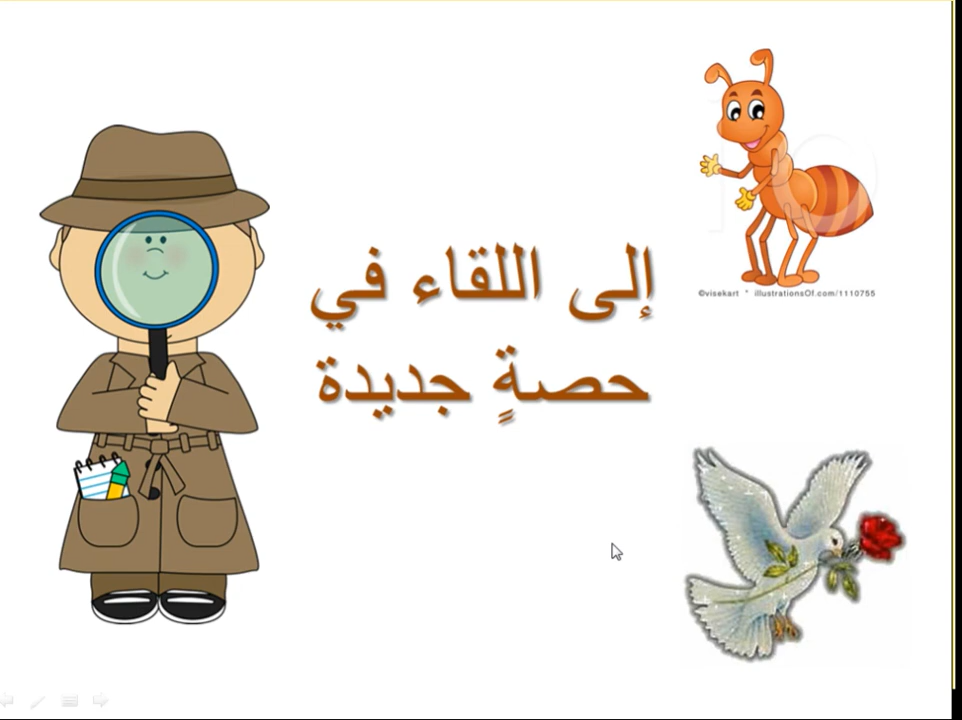 إلى اللقاء في
حصةٍ جديدة
©visekart * illustrationsOf.com/1110755